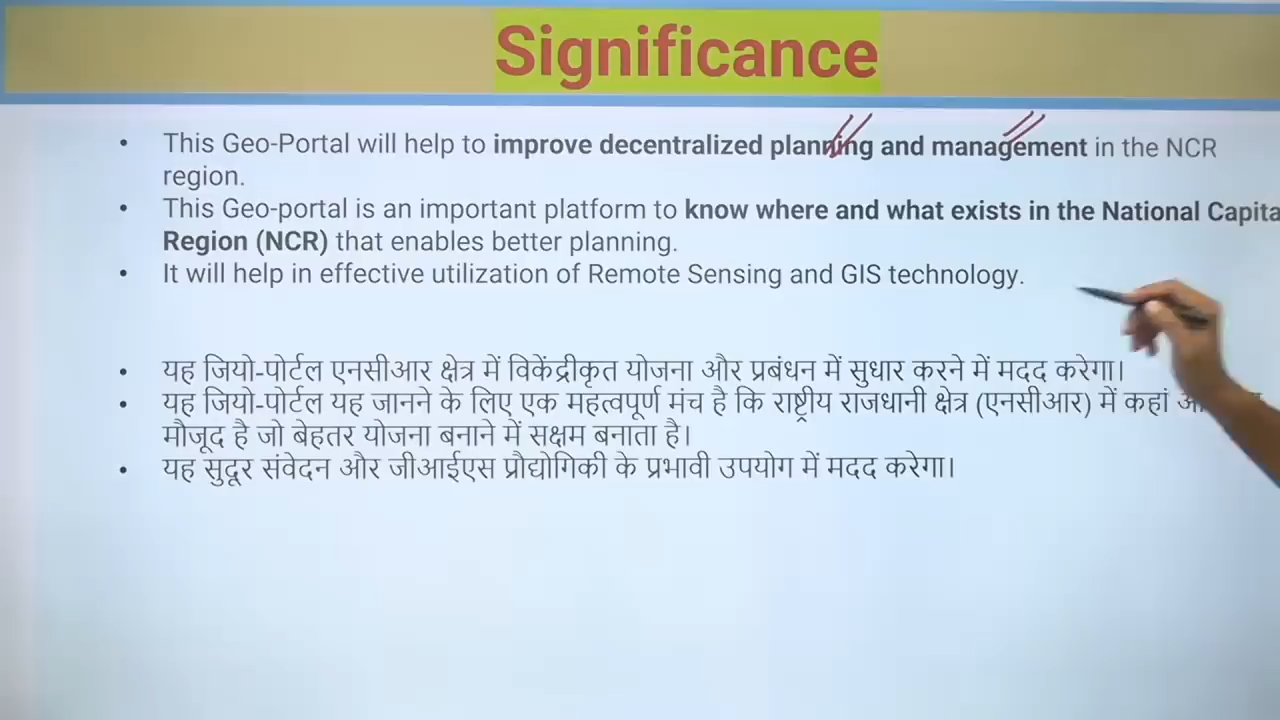 Significance
• This Geo-Portal will help to improve decentralized planning and management in the NCR
region.
• This Geo-portal is an important platform to know where and what exists in the National Capita
Region (NCR) that enables better planning.
• It will help in effective utilization of Remote Sensing and GIS technology.
• यह जियो-पोर्टल एनसीआर क्षेत्र में विकेंद्रीकृत योजना और प्रबंधन में सुधार करने में मदद करेगा।
• यह जियो-पोर्टल यह जानने के लिए एक महत्वपूर्ण मंच है कि राष्ट्रीय राजधानी क्षेत्र (एनसीआर) में कहां
मौजूद है जो बेहतर योजना बनाने में सक्षम बनाता है।
• यह सुदूर संवेदन और जीआईएस प्रौद्योगिकी के प्रभावी उपयोग में मदद करेगा।